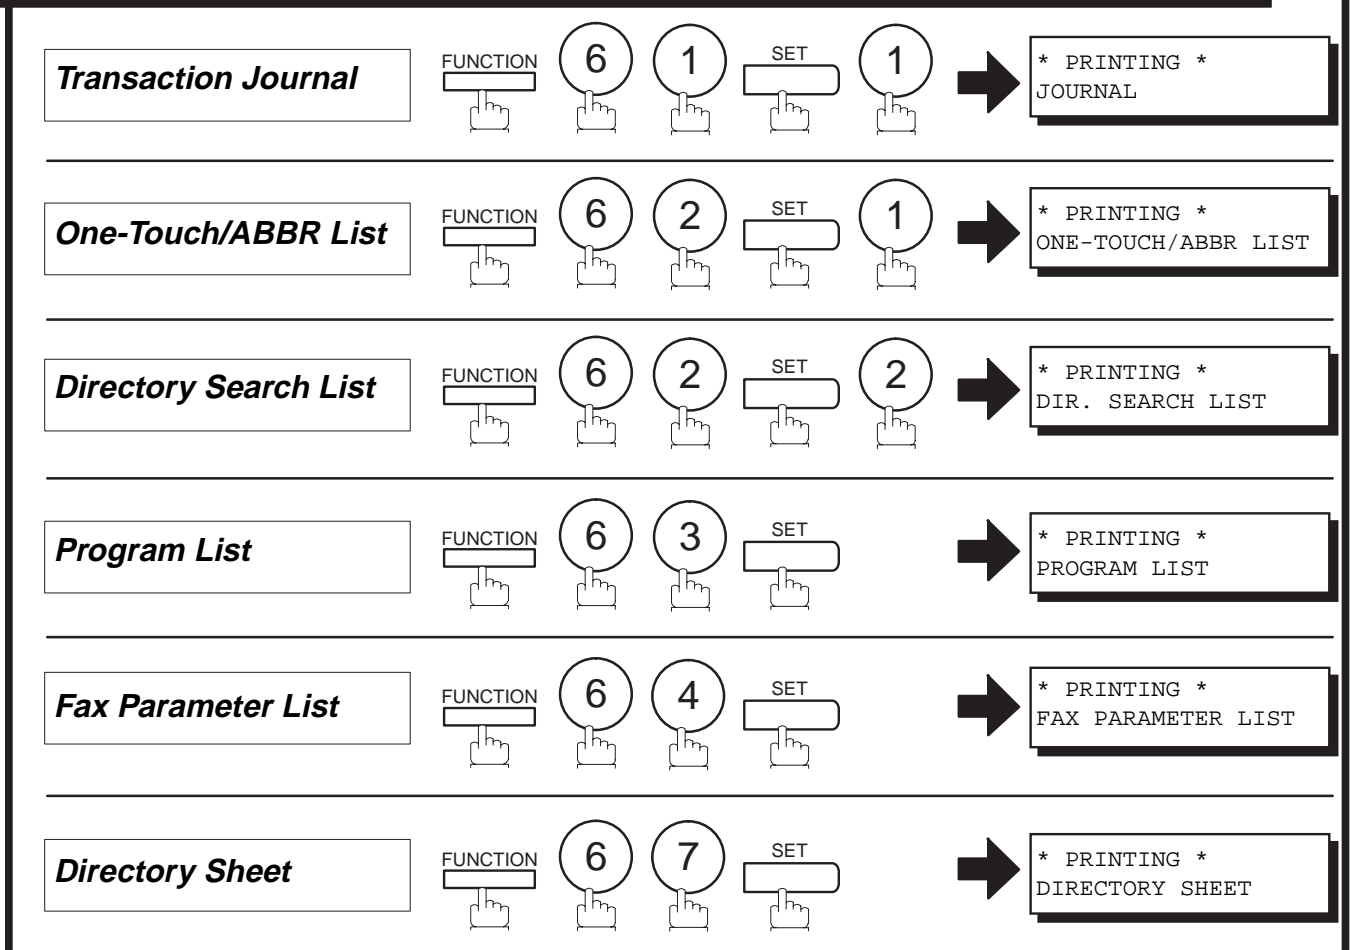 Transaction Journal FUNCTION 6 1 SET 1 * PRINTING *
JOURNAL
One-Touch/ABBR List FUNCTION 6 2 SET 1 * PRINTING *
ONE-TOUCH/ABBR LIST
Directory Search List FUNCTION 6 2 SET 2 * PRINTING *
DIR. SEARCH LIST
Program List FUNCTION 6 3 SET * PRINTING *
PROGRAM LIST
Fax Parameter List FUNCTION 6 4 SET * PRINTING *
FAX PARAMETER LIST
Directory Sheet FUNCTION 6 7 SET * PRINTING *
DIRECTORY SHEET